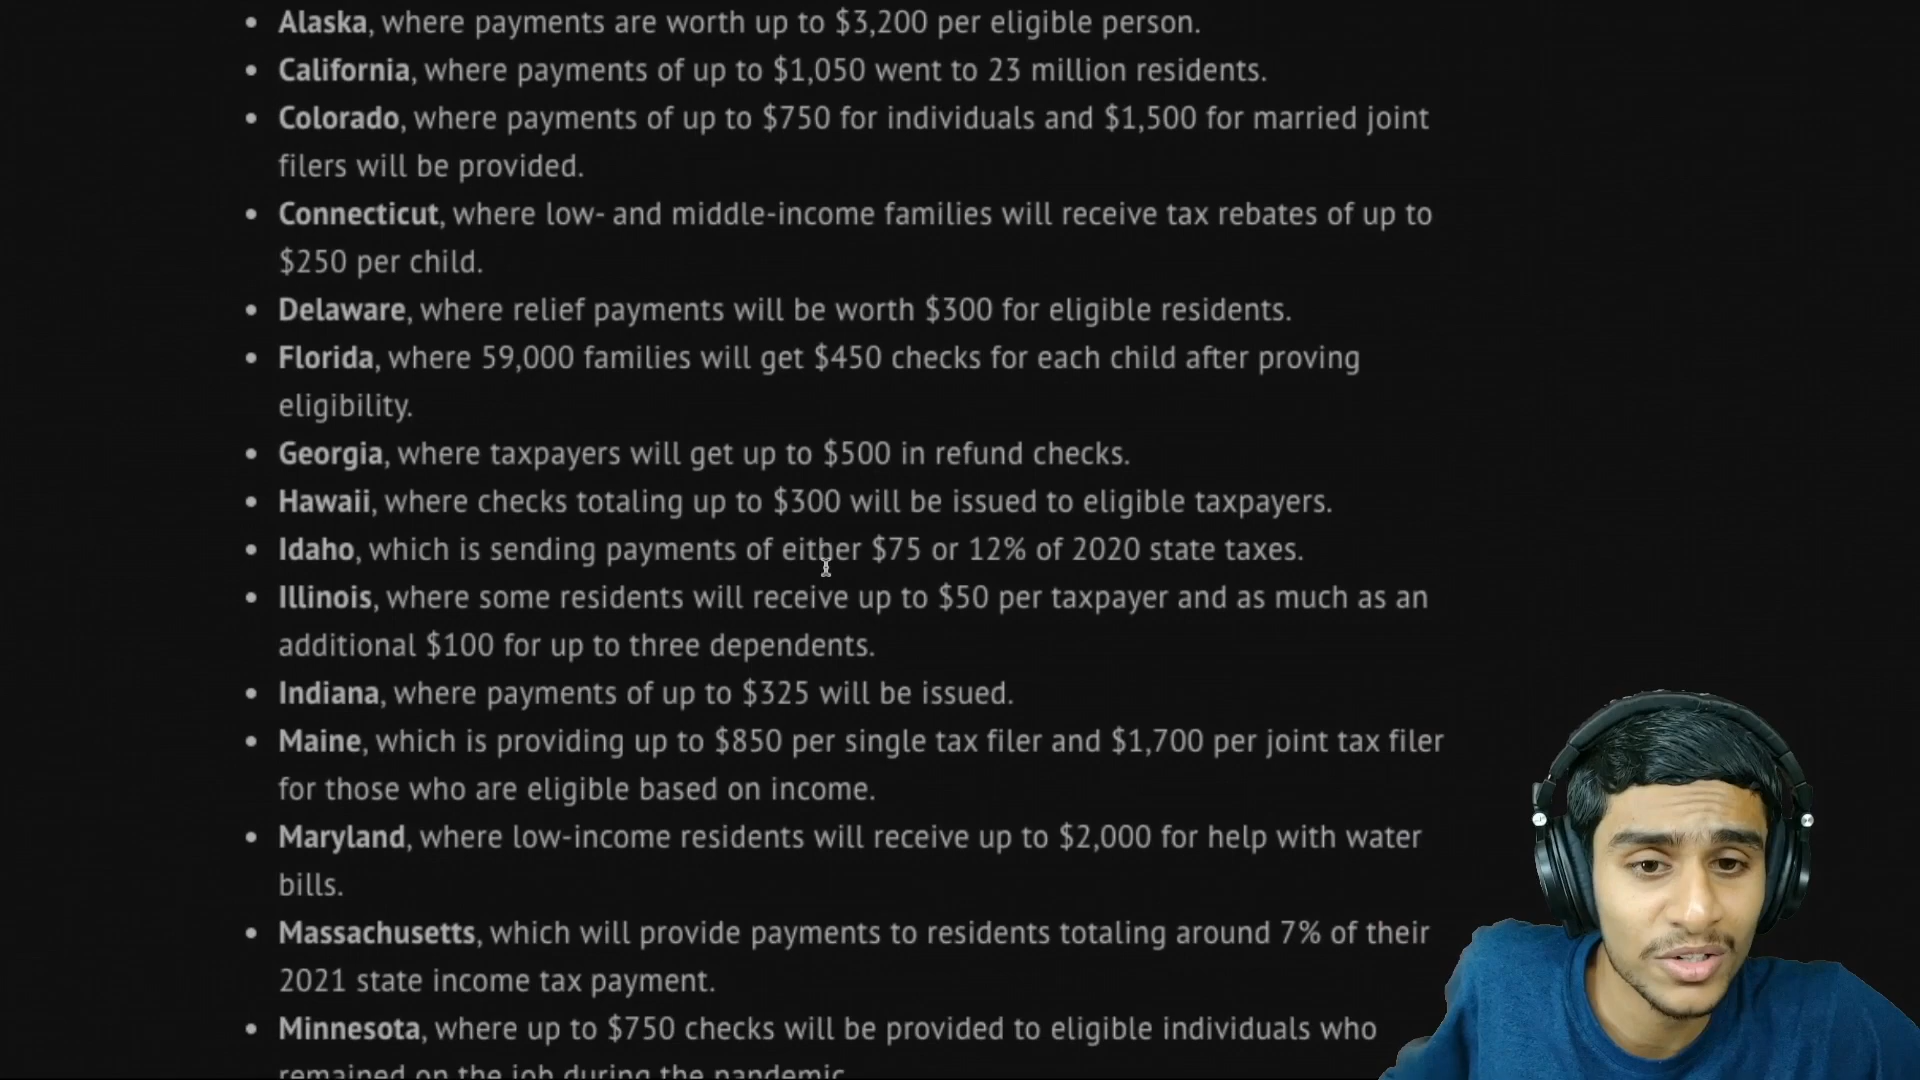 • Alaska, where payments are worth up to $3,200 per eligible person.
• California, where payments of up to $1,050 went to 23 million residents.
• Colorado, where payments of up to $750 for individuals and $1,500 for married joint
filers will be provided.
• Connecticut, where low- and middle-income families will receive tax rebates of up to
$250 per child.
• Delaware, where relief payments will be worth $300 for eligible residents.
• Florida, where 59,000 families will get $450 checks for each child after proving
eligibility.
• Georgia, where taxpayers will get up to $500 in refund checks.
• Hawaii, where checks totaling up to $300 will be issued to eligible taxpayers.
• Idaho, which is sending payments of either $75 or 12% of 2020 state taxes.
• Illinois, where some residents will receive up to $50 per taxpayer and as much as an
additional $100 for up to three dependents.
• Indiana, where payments of up to $325 will be issued.
• Maine, which is providing up to $850 per single tax filer and $1,700 per joint tax filer
for those who are eligible based on income.
• Maryland, where low-income residents will receive up to $2,000 for help with water
bills.
• Massachusetts, which will provide payments to residents totaling around 7% of their
2021 state income tax payment.
• Minnesota, where up to $750 checks will be provided to eligible individuals who
remained on the job during the pandemic